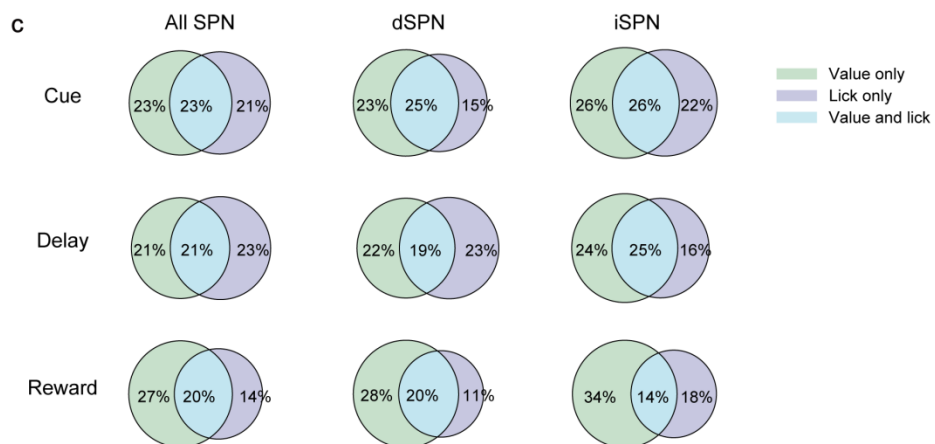 c All SPN dSPN iSPN
Cue 23% 23% 21% 23% 25% 15% 26% 26% 22%
Value only
Lick only
Value and lick
Delay 21% 21% 23% 22% 19% 23% 24% 25% 16%
Reward 27% 20% 14% 28% 20% 11% 34% 14% 18%